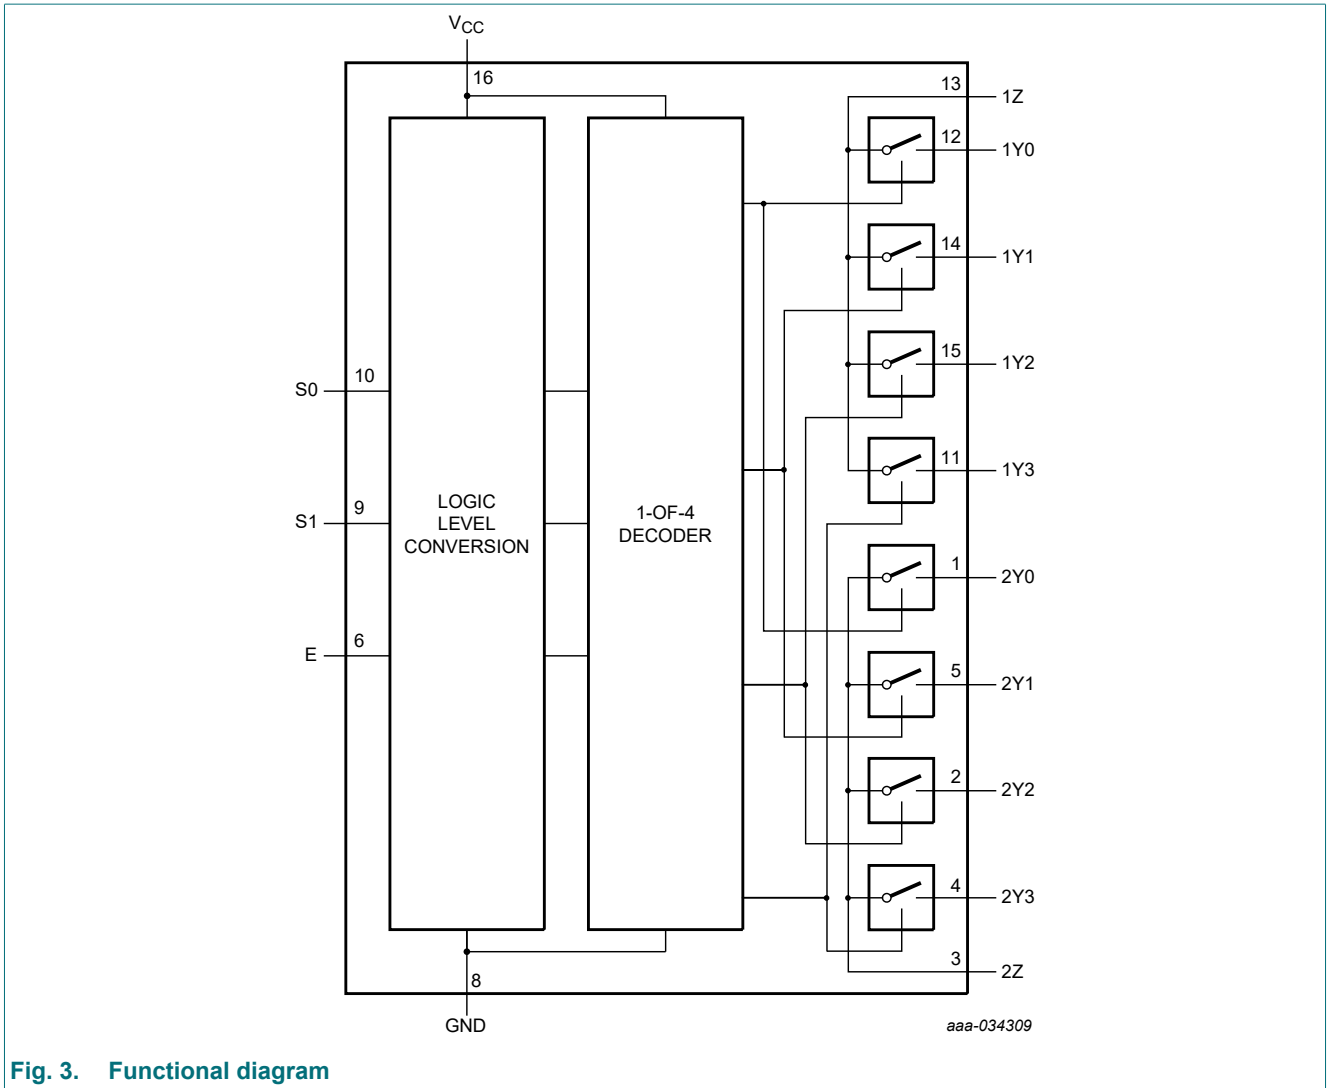 VCC
16
13
1Z
12
1Y0
14
1Y1
15
1Y2
S0
10
11
1Y3
LOGIC
LEVEL
CONVERSION
1-OF-4
DECODER
S1
9
1
2Y0
E
6
5
2Y1
2
2Y2
4
2Y3
3
2Z
8
GND
aaa-034309
Fig. 3. Functional diagram